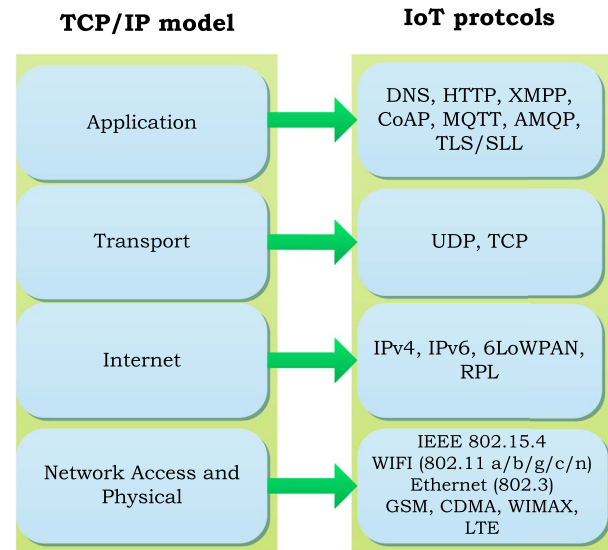 TCP/IP model
IoT protcols
Application
DNS, HTTP, XMPP,
CoAP, MQTT, AMQP,
TLS/SLL
Transport
UDP, TCP
Internet
IPv4, IPv6, 6LoWPAN,
RPL
Network Access and
Physical
IEEE 802.15.4
WIFI (802.11 a/b/g/c/n)
Ethernet (802.3)
GSM, CDMA, WIMAX,
LTE